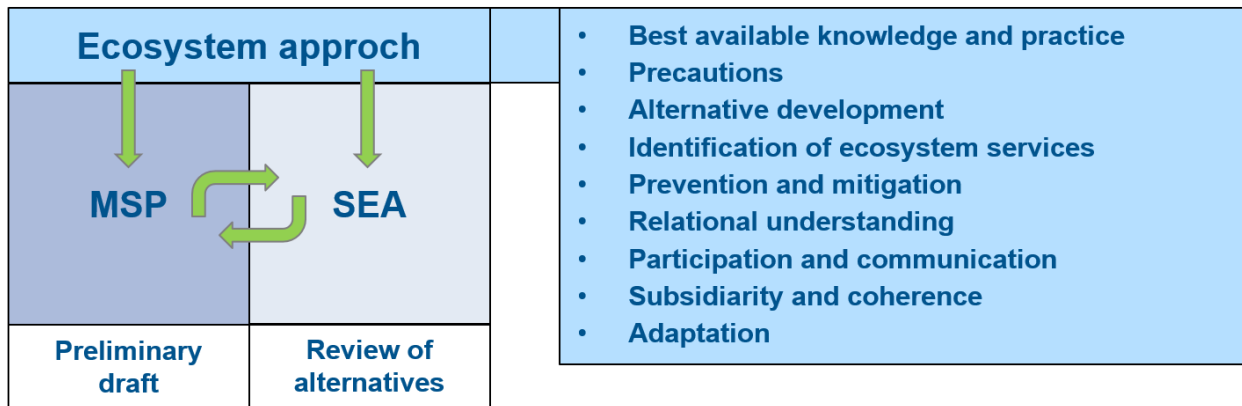 Ecosystem approch
MSP
SEA
Preliminary
draft
Review of
alternatives
• Best available knowledge and practice
• Precautions
• Alternative development
• Identification of ecosystem services
• Prevention and mitigation
• Relational understanding
• Participation and communication
• Subsidiarity and coherence
• Adaptation